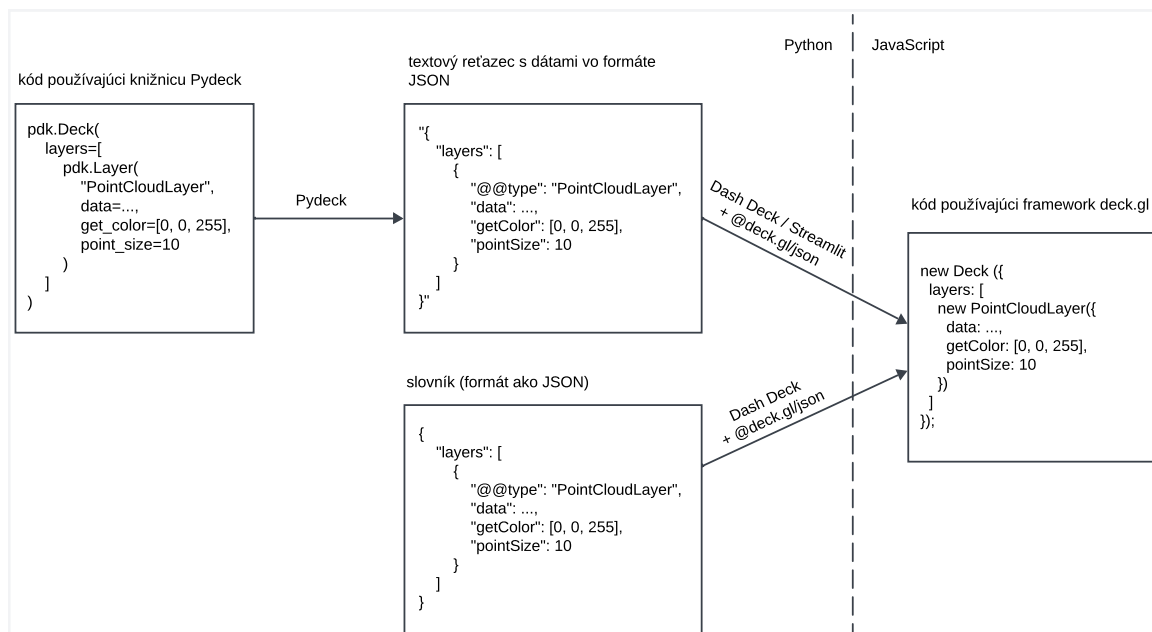 Python
JavaScript
kód používajúci knižnicu Pydeck
pdk.Deck(
layers=[
pdk.Layer(
"PointCloudLayer",
data=...,
get_color=[0, 0, 255],
point_size=10
)
]
)
Pydeck
textový reťazec s dátami vo formáte
JSON
"{
"layers": [
{
"@@type": "PointCloudLayer",
"data": ...,
"getColor": [0, 0, 255],
"pointSize": 10
}
]
}"
Dash Deck / Streamlit
+ @deck.gl/json
slovník (formát ako JSON)
{
"layers": [
{
"@@type": "PointCloudLayer",
"data": ...,
"getColor": [0, 0, 255],
"pointSize": 10
}
]
}
Dash Deck
+ @deck.gl/json
kód používajúci framework deck.gl
new Deck ({
layers: [
new PointCloudLayer({
data: ...,
getColor: [0, 0, 255],
pointSize: 10
})
]
});